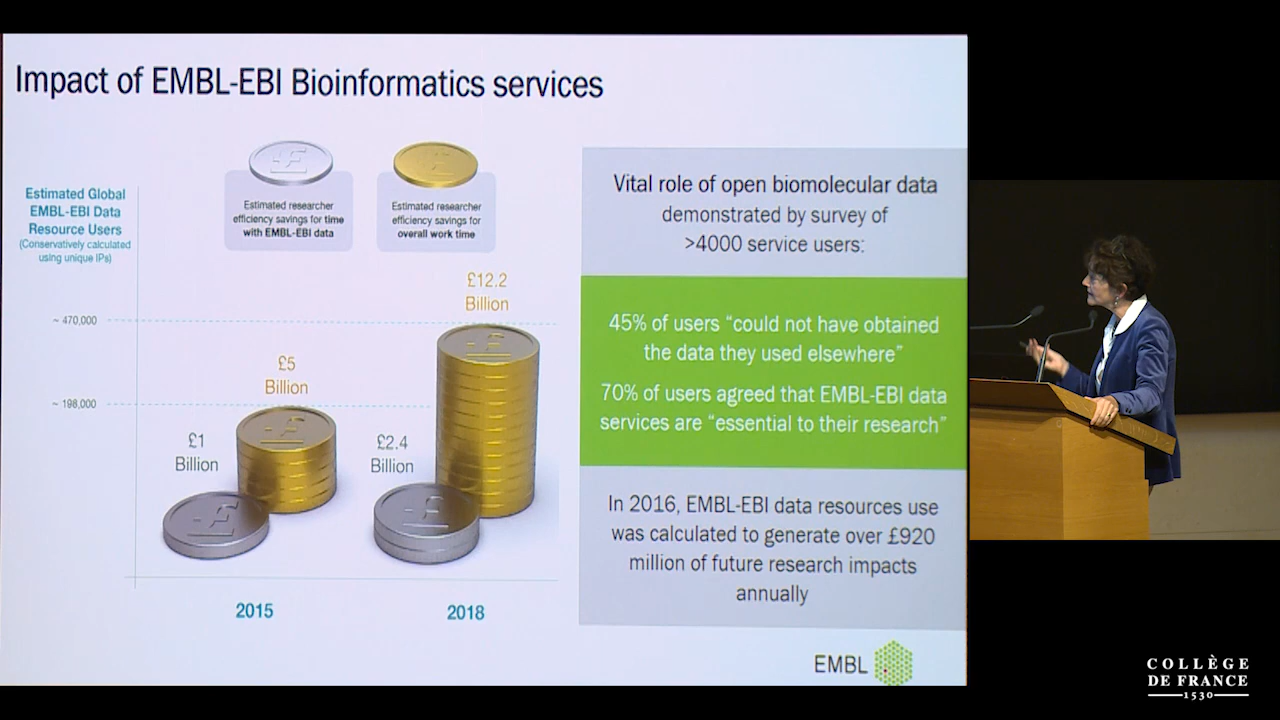 Impact of EMBL-EBI Bioinformatics services
Estimated Global
EMBL-EBI Data
Resource Users
(Conservatively calculated
using unique IPs)
£
Estimated researcher
efficiency savings for time
with EMBL-EBI data
£
Estimated researcher
efficiency savings for
overall work time
£12.2
Billion
~ 470,000
£5
Billion
~ 198,000
£1
Billion
£2.4
Billion
£
£
£
£
2015
2018
Vital role of open biomolecular data
demonstrated by survey of
>4000 service users:
45% of users “could not have obtained
the data they used elsewhere”
70% of users agreed that EMBL-EBI data
services are “essential to their research”
In 2016, EMBL-EBI data resources use
was calculated to generate over £920
million of future research impacts
annually
EMBL
COLLÈGE
DE FRANCE
1530